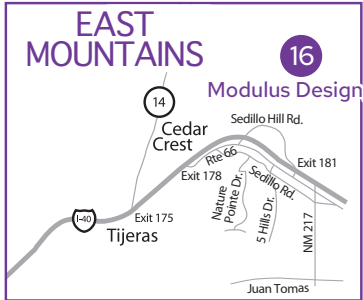 EAST
MOUNTAINS
16
Modulus Design
14
Cedar
Crest
Sedillo Hill Rd.
Rte 66
Exit 181
Exit 178
Sedillo Rd.
Nature
Pointe Dr.
5 Hills Dr.
NM 217
I-40
Exit 175
Tijeras
Juan Tomas